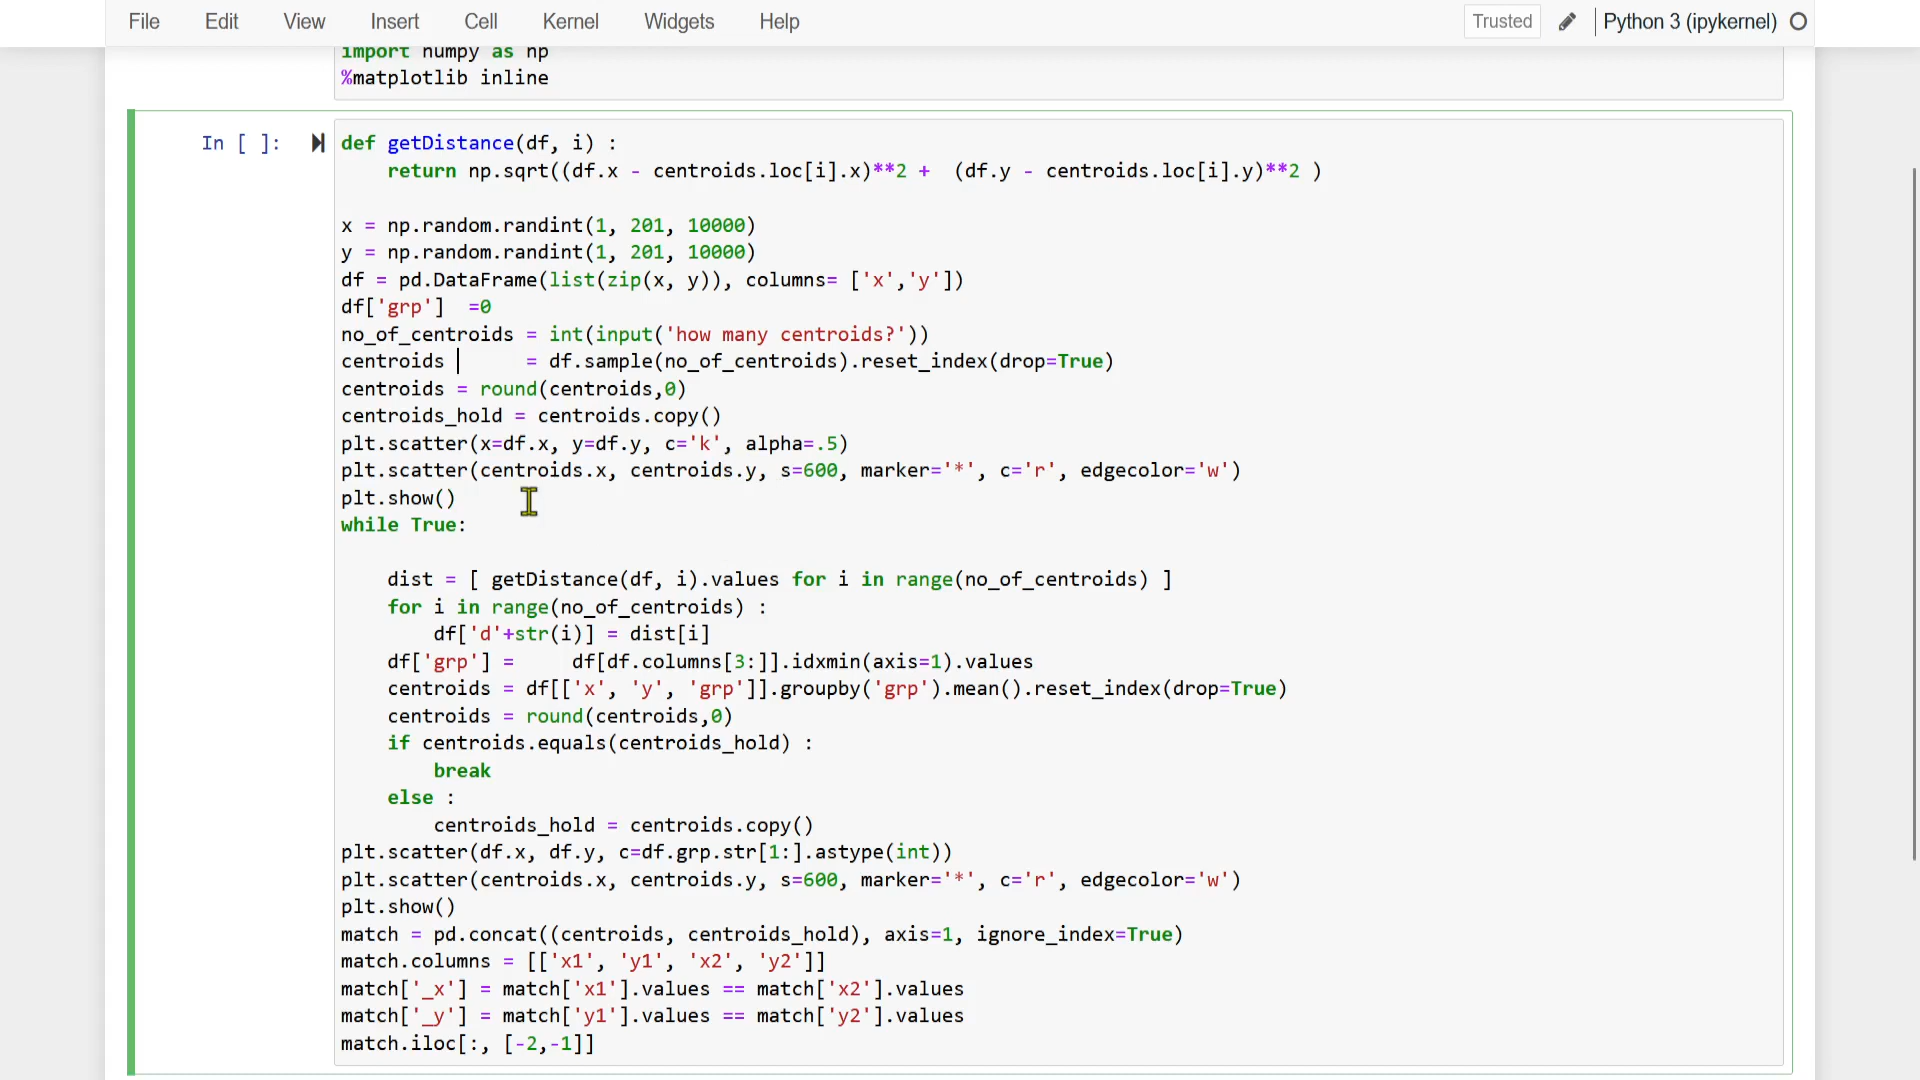 File Edit View Insert Cell Kernel Widgets Help Trusted Python 3 (ipykernel)
import numpy as np
%matplotlib inline
In [ ]:
def getDistance(df, i) :
    return np.sqrt((df.x - centroids.loc[i].x)**2 +  (df.y - centroids.loc[i].y)**2 )
x = np.random.randint(1, 201, 10000)
y = np.random.randint(1, 201, 10000)
df = pd.DataFrame(list(zip(x, y)), columns= ['x','y'])
df['grp']  =0
no_of_centroids = int(input('how many centroids?'))
centroids       = df.sample(no_of_centroids).reset_index(drop=True)
centroids = round(centroids,0)
centroids_hold = centroids.copy()
plt.scatter(x=df.x, y=df.y, c='k', alpha=.5)
plt.scatter(centroids.x, centroids.y, s=600, marker='*', c='r', edgecolor='w')
plt.show()
while True:
    dist = [ getDistance(df, i).values for i in range(no_of_centroids) ]
    for i in range(no_of_centroids) :
        df['d'+str(i)] = dist[i]
    df['grp'] =     df[df.columns[3:]].idxmin(axis=1).values
    centroids = df[['x', 'y', 'grp']].groupby('grp').mean().reset_index(drop=True)
    centroids = round(centroids,0)
    if centroids.equals(centroids_hold) :
        break
    else :
        centroids_hold = centroids.copy()
plt.scatter(df.x, df.y, c=df.grp.str[1:].astype(int))
plt.scatter(centroids.x, centroids.y, s=600, marker='*', c='r', edgecolor='w')
plt.show()
match = pd.concat((centroids, centroids_hold), axis=1, ignore_index=True)
match.columns = [['x1', 'y1', 'x2', 'y2']]
match['_x'] = match['x1'].values == match['x2'].values
match['_y'] = match['y1'].values == match['y2'].values
match.iloc[:, [-2,-1]]